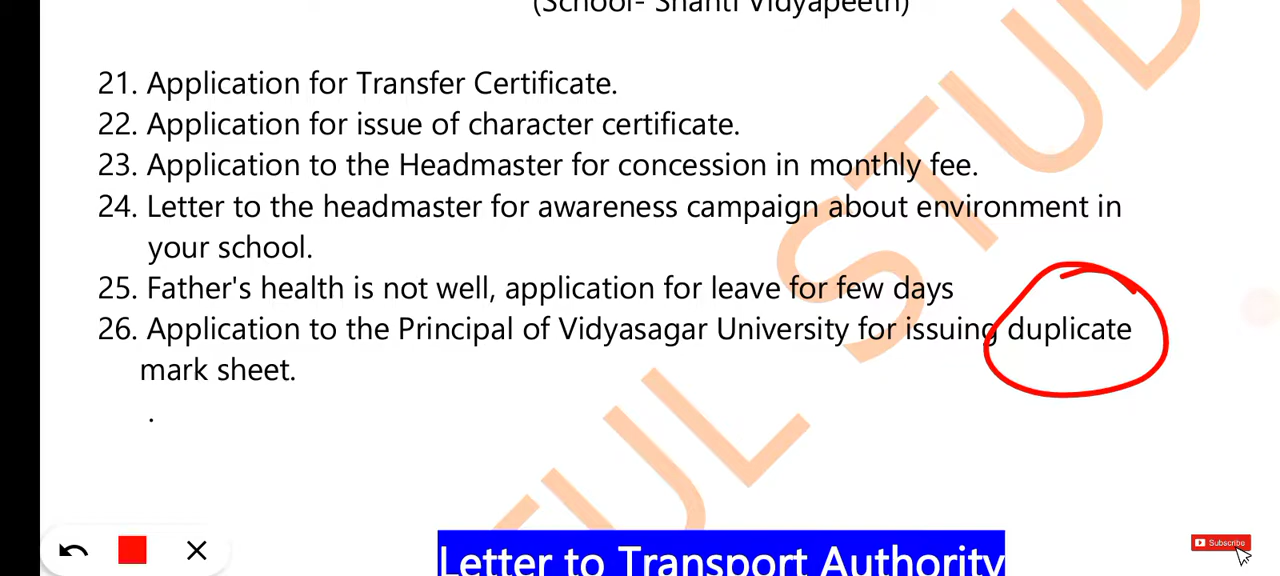 (School- Shanti Vidyapeeth)
21. Application for Transfer Certificate.
22. Application for issue of character certificate.
23. Application to the Headmaster for concession in monthly fee.
24. Letter to the headmaster for awareness campaign about environment in
your school.
25. Father's health is not well, application for leave for few days
26. Application to the Principal of Vidyasagar University for issuing duplicate
mark sheet.
.
Letter to Transport Authority
Subscribe